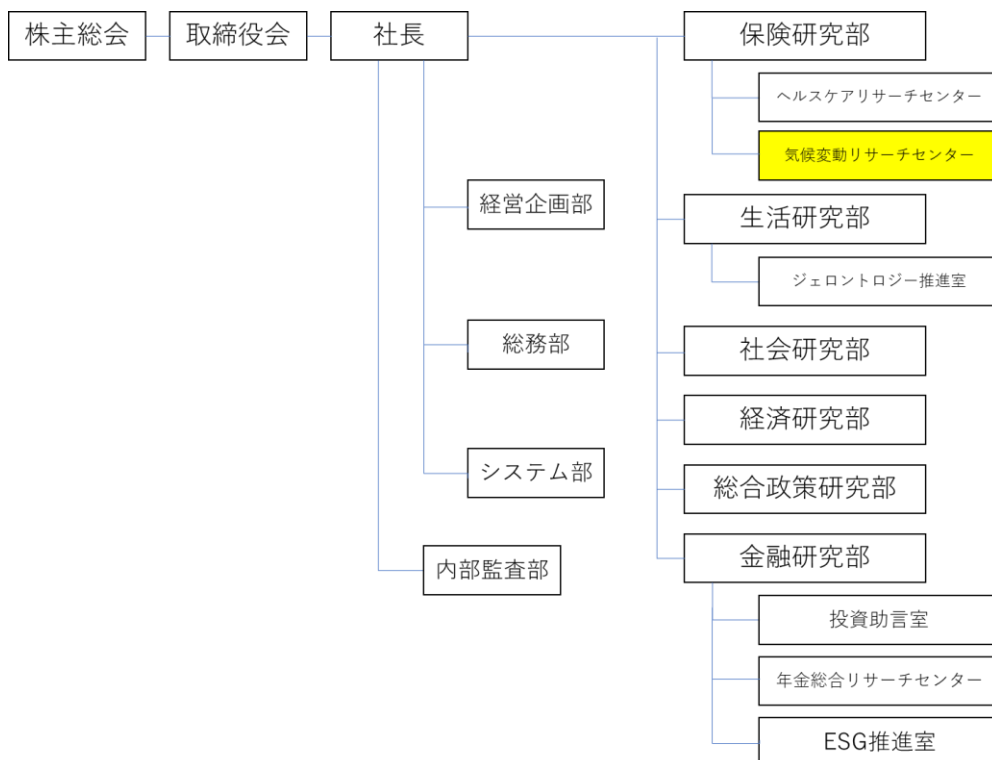 株主総会
取締役会
社長
保険研究部
ヘルスケアリサーチセンター
気候変動リサーチセンター
経営企画部
生活研究部
ジェロントロジー推進室
総務部
社会研究部
経済研究部
システム部
総合政策研究部
内部監査部
金融研究部
投資助言室
年金総合リサーチセンター
ESG推進室